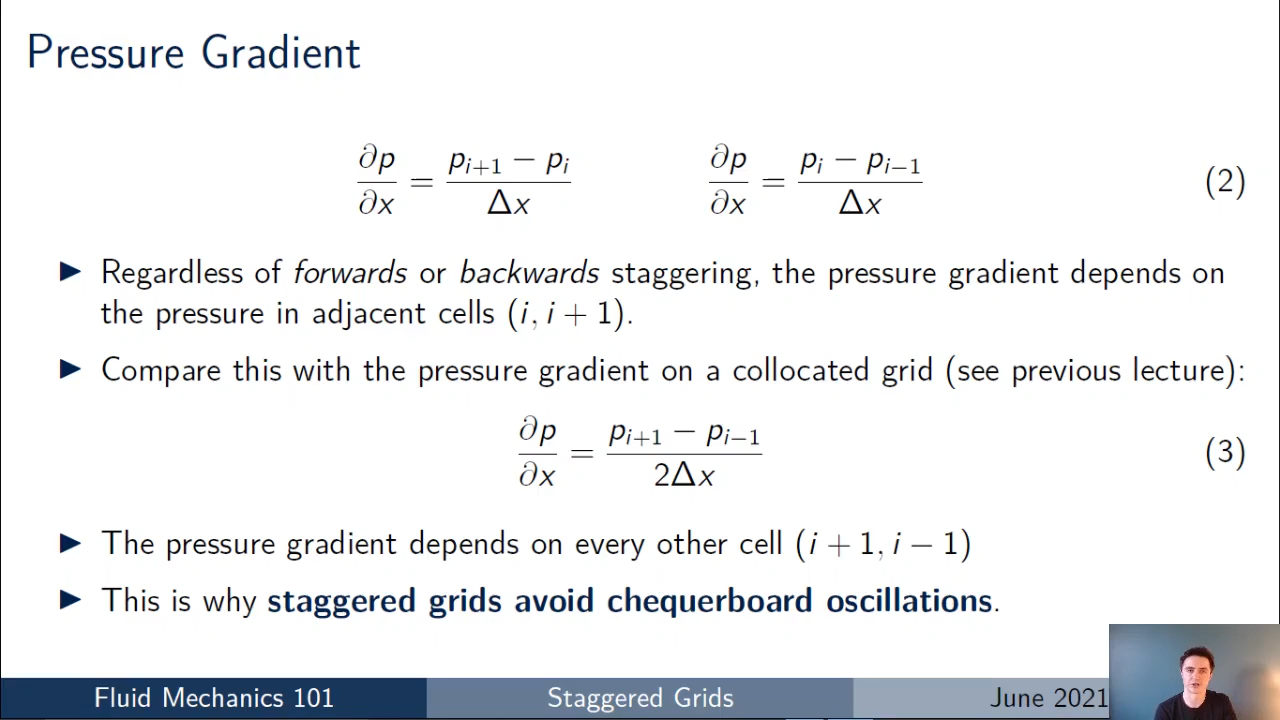 Pressure Gradient
∂p/∂x = (p_{i+1} − p_i)/Δx    ∂p/∂x = (p_i − p_{i−1})/Δx    (2)
▶ Regardless of forwards or backwards staggering, the pressure gradient depends on
the pressure in adjacent cells (i, i + 1).
▶ Compare this with the pressure gradient on a collocated grid (see previous lecture):
∂p/∂x = (p_{i+1} − p_{i−1})/2Δx    (3)
▶ The pressure gradient depends on every other cell (i + 1, i − 1)
▶ This is why staggered grids avoid chequerboard oscillations.
Fluid Mechanics 101    Staggered Grids    June 2021